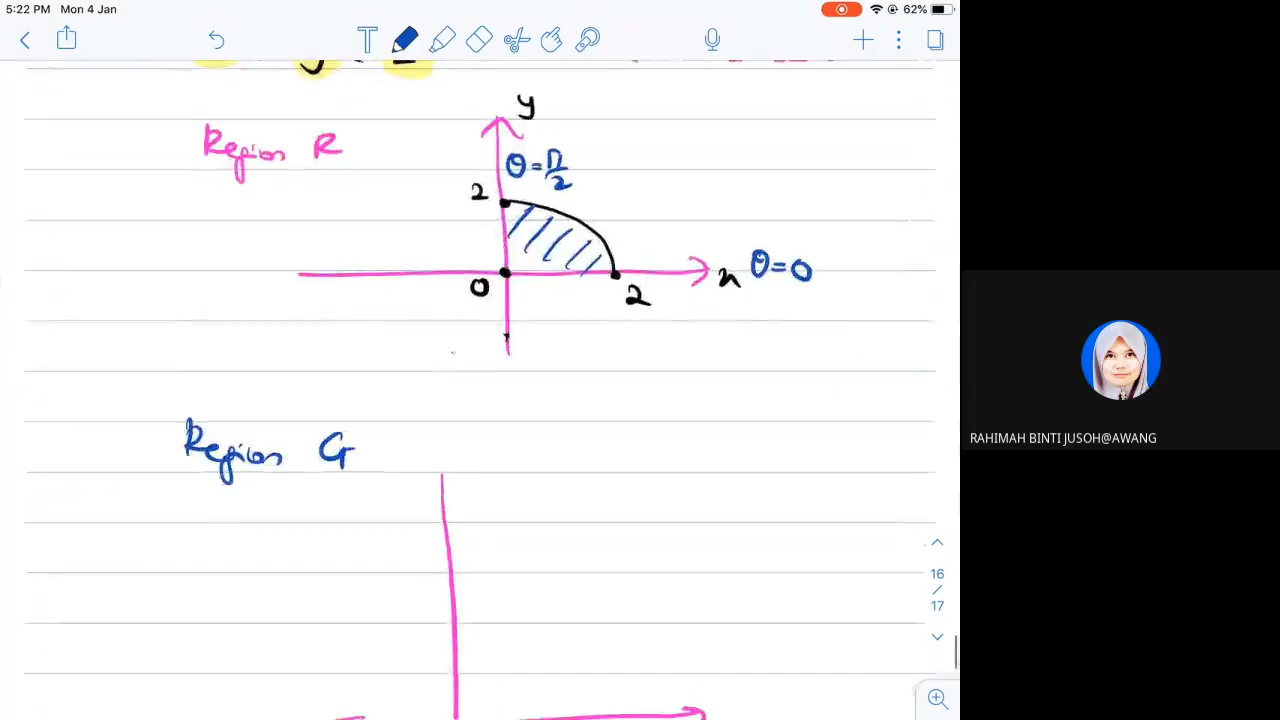 5:22 PM Mon 4 Jan
62%
T
y
Region R
θ = π/2
2
0
2
x θ = 0
RAHIMAH BINTI JUSOH@AWANG
Region G
16
/
17